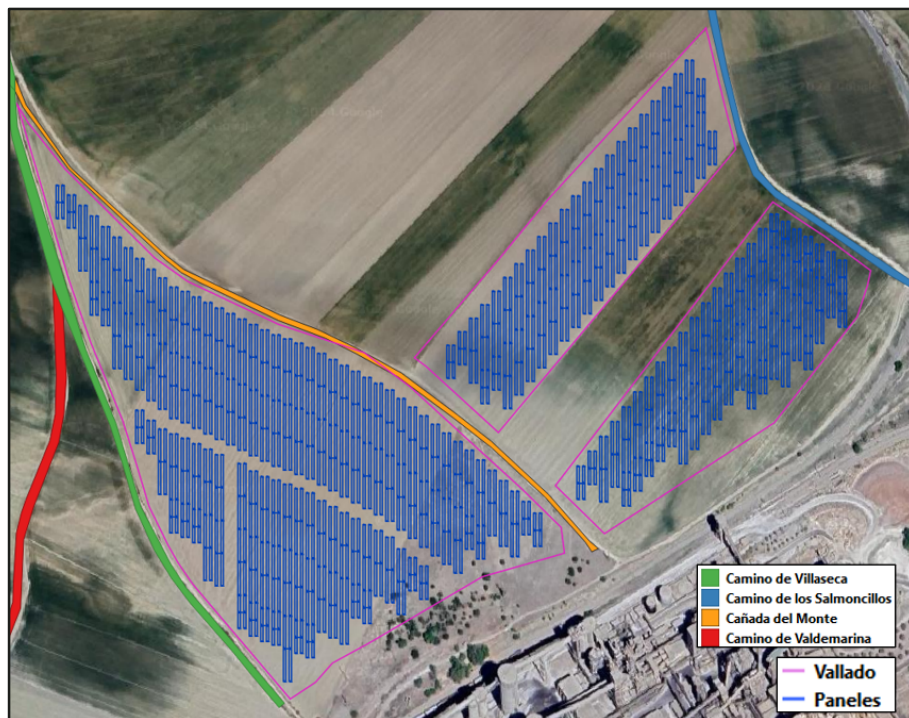 Camino de Villaseca
Camino de los Salmoncillos
Cañada del Monte
Camino de Valdemarina
Vallado
Paneles